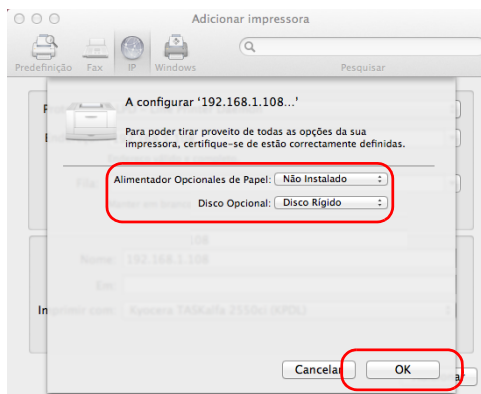 Adicionar impressora
Predefinição Fax IP Windows Pesquisar
A configurar '192.168.1.108...'
Para poder tirar proveito de todas as opções da sua
impressora, certifique-se de estão correctamente definidas.
Alimentador Opcionales de Papel: Não Instalado
Disco Opcional: Disco Rígido
Nome: 192.168.1.108
Em:
Imprimir com: Kyocera TASKalfa 2550ci (KPDL)
Cancelar OK